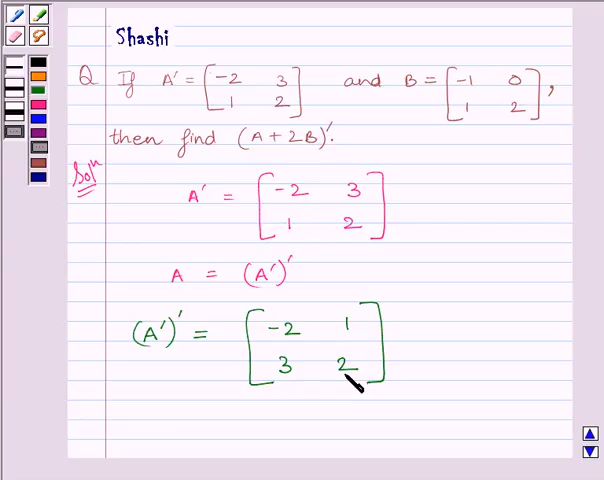 Shashi
Q If A' = [-2 3 and B = [-1 0
1 2] 1 2],
then find (A + 2B)'.
Solⁿ
A' = [-2 3
1 2]
A = (A')'
(A')' = [-2 1
3 2]